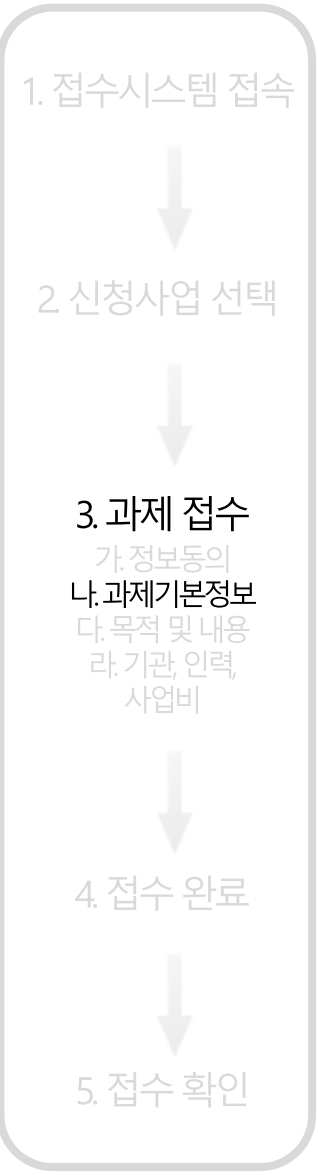 1. 접수시스템 접속
2. 신청사업 선택
3. 과제 접수
가. 정보동의
나. 과제기본정보
다. 목적 및 내용
라. 기관, 인력,
사업비
4. 접수 완료
5. 접수 확인